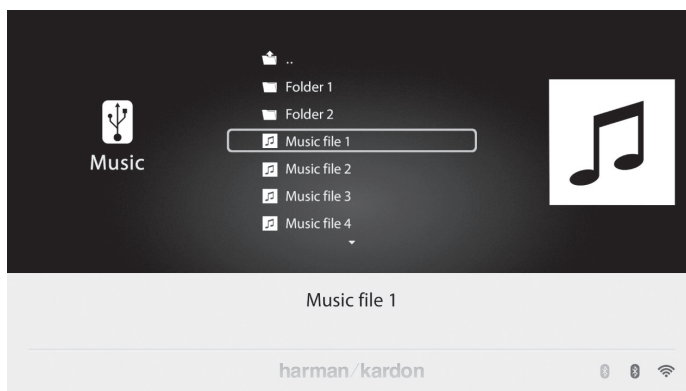 ..
Folder 1
Folder 2
Music file 1
Music
Music file 2
Music file 3
Music file 4
Music file 1
harman/kardon